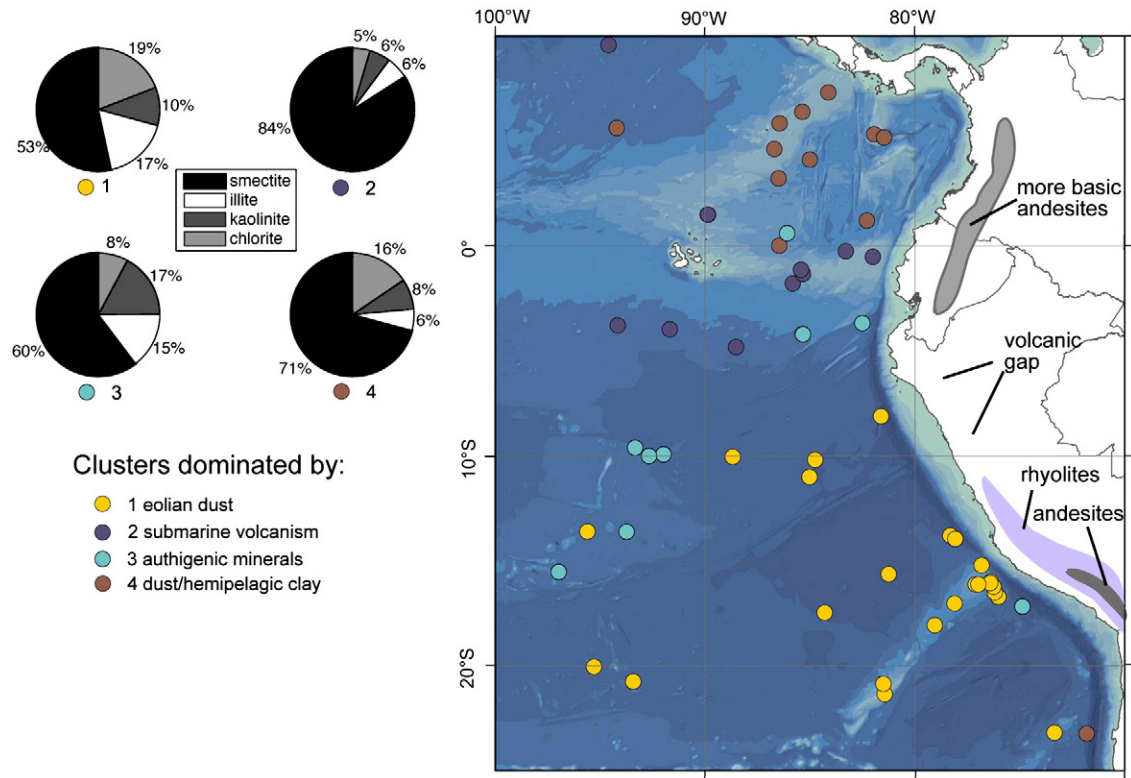 19%
10%
17%
53%
1
5%
6%
6%
84%
2
smectite
illite
kaolinite
chlorite
8%
17%
15%
60%
3
16%
8%
6%
71%
4
Clusters dominated by:
1 eolian dust
2 submarine volcanism
3 authigenic minerals
4 dust/hemipelagic clay
100°W
90°W
80°W
0°
10°S
20°S
more basic
andesites
volcanic
gap
rhyolites
andesites